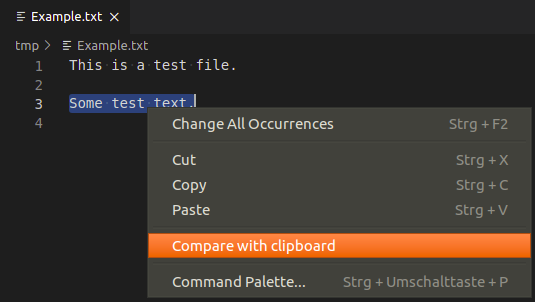 Example.txt ×
tmp > Example.txt
1 This is a test file.
2
3 Some test text.
4
Change All Occurrences Strg + F2
Cut Strg + X
Copy Strg + C
Paste Strg + V
Compare with clipboard
Command Palette... Strg + Umschalttaste + P